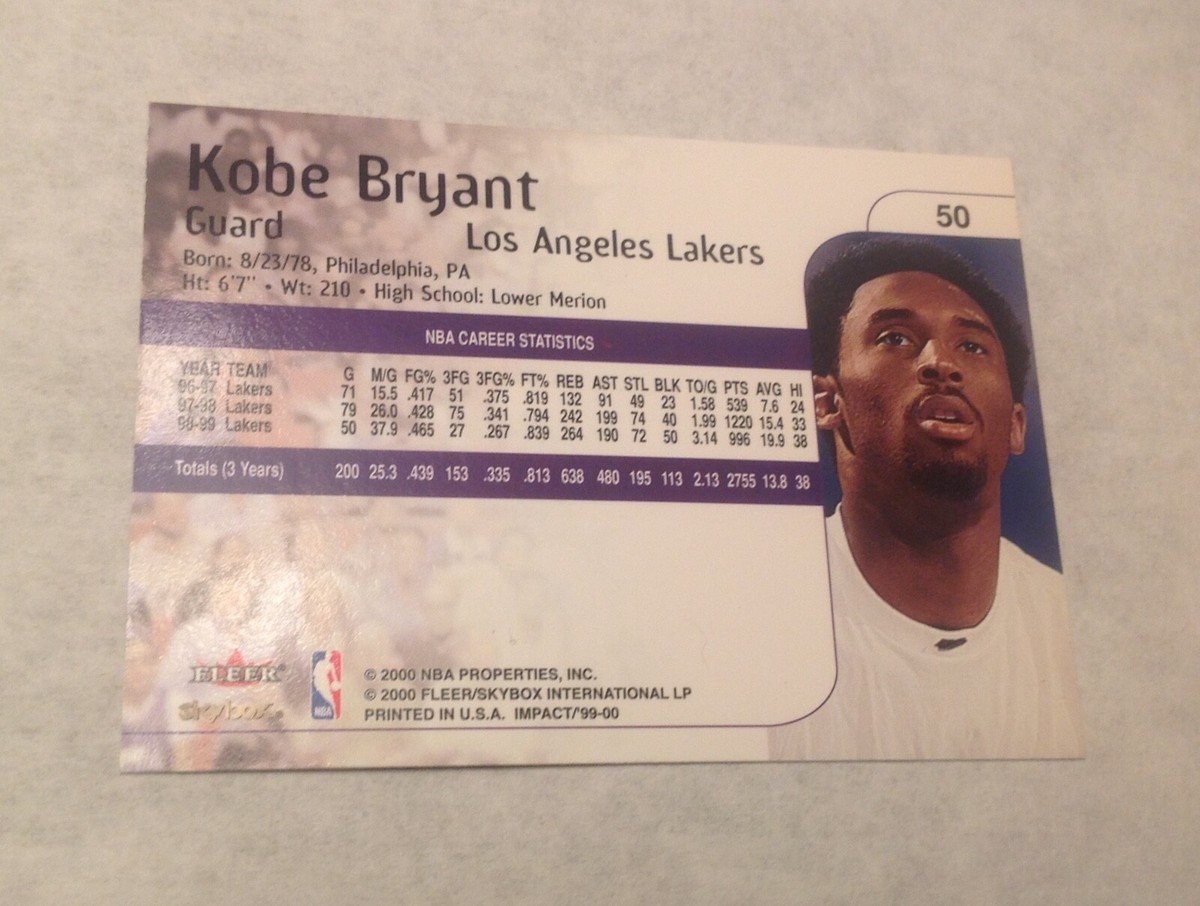 50
Kobe Bryant
Guard
Los Angeles Lakers
Born: 8/23/78, Philadelphia, PA
Ht: 6'7" • Wt: 210 • High School: Lower Merion
NBA CAREER STATISTICS
YEAR TEAM G M/G FG% 3FG 3FG% FT% REB AST STL BLK TO/G PTS AVG HI
96-97 Lakers 71 15.5 .417 51 .375 .819 132 91 49 23 1.58 539 7.6 24
97-98 Lakers 79 26.0 .428 75 .341 .794 242 199 74 40 1.99 1220 15.4 33
98-99 Lakers 50 37.9 .465 27 .267 .839 264 190 72 50 3.14 996 19.9 38
Totals (3 Years) 200 25.3 .439 153 .335 .813 638 480 195 113 2.13 2755 13.8 38
FLEER®
skybox®
NBA
© 2000 NBA PROPERTIES, INC.
© 2000 FLEER/SKYBOX INTERNATIONAL LP
PRINTED IN U.S.A. IMPACT/'99-00